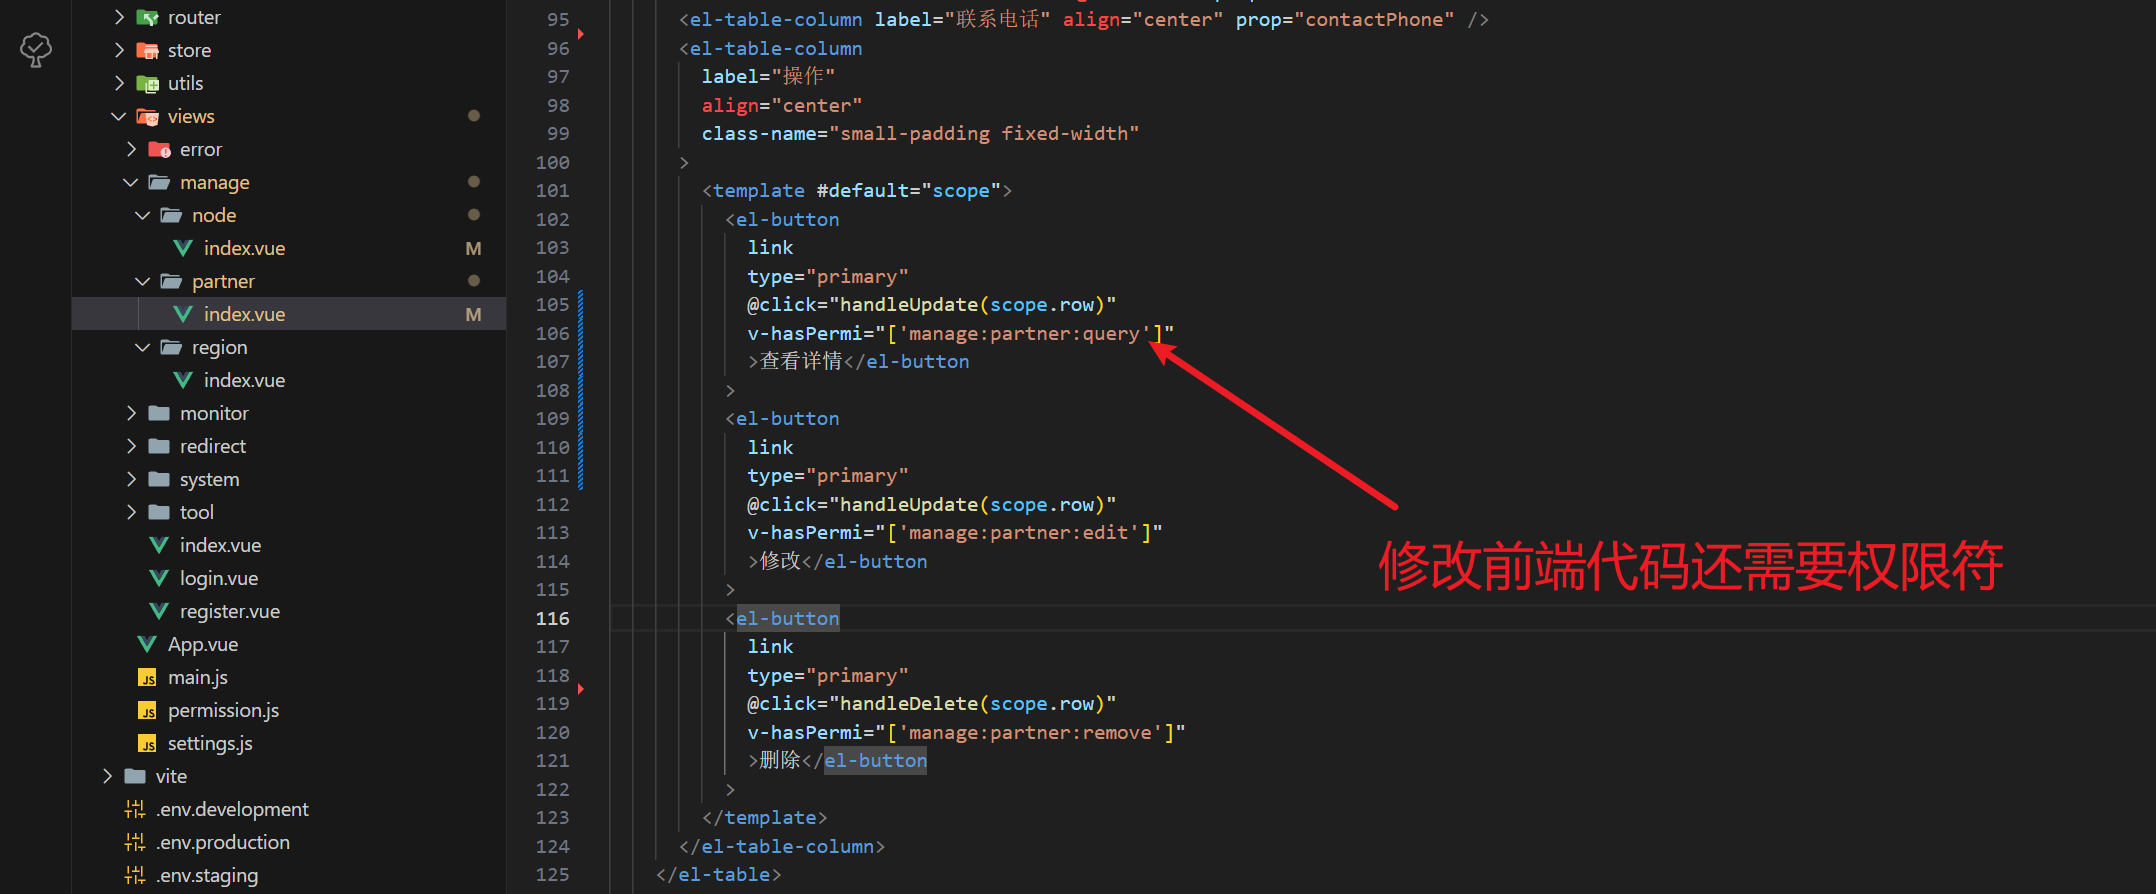 router
store
utils
views
error
manage
node
index.vue M
partner
index.vue M
region
index.vue
monitor
redirect
system
tool
index.vue
login.vue
register.vue
App.vue
JS main.js
JS permission.js
JS settings.js
vite
.env.development
.env.production
.env.staging
95 <el-table-column label="联系电话" align="center" prop="contactPhone" />
96 <el-table-column
97 label="操作"
98 align="center"
99 class-name="small-padding fixed-width"
100 >
101 <template #default="scope">
102 <el-button
103 link
104 type="primary"
105 @click="handleUpdate(scope.row)"
106 v-hasPermi="['manage:partner:query']"
107 >查看详情</el-button
108 >
109 <el-button
110 link
111 type="primary"
112 @click="handleUpdate(scope.row)"
113 v-hasPermi="['manage:partner:edit']"
114 >修改</el-button
115 >
116 <el-button
117 link
118 type="primary"
119 @click="handleDelete(scope.row)"
120 v-hasPermi="['manage:partner:remove']"
121 >删除</el-button
122 >
123 </template>
124 </el-table-column>
125 </el-table>
修改前端代码还需要权限符